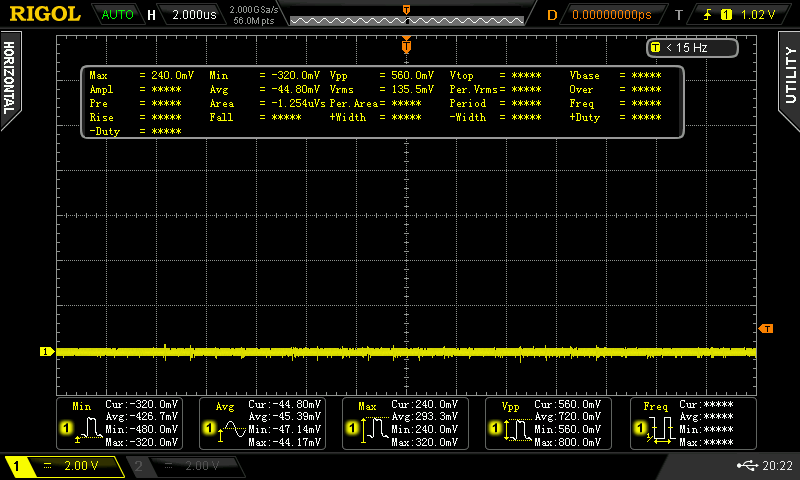 RIGOL AUTO H 2.000us 2.000GSa/s 56.0M pts D 0.00000000ps T 1 1.02 V
T
T < 15 Hz
HORIZONTAL
UTILITY
Max = 240.0mV Min = -320.0mV Vpp = 560.0mV Vtop = ***** Vbase = *****
Ampl = ***** Avg = -44.80mV Vrms = 135.5mV Per.Vrms= ***** Over = *****
Pre = ***** Area = -1.254uVs Per.Area= ***** Period = ***** Freq = *****
Rise = ***** Fall = ***** +Width = ***** -Width = ***** +Duty = *****
-Duty = *****
T
1
1 Min Cur:-320.0mV Avg:-426.7mV Min:-480.0mV Max:-320.0mV
1 Avg Cur:-44.80mV Avg:-45.39mV Min:-47.14mV Max:-44.17mV
1 Max Cur:240.0mV Avg:293.3mV Min:240.0mV Max:320.0mV
1 Vpp Cur:560.0mV Avg:720.0mV Min:560.0mV Max:800.0mV
1 Freq Cur:***** Avg:***** Min:***** Max:*****
1 2.00 V 2 2.00 V 20:22